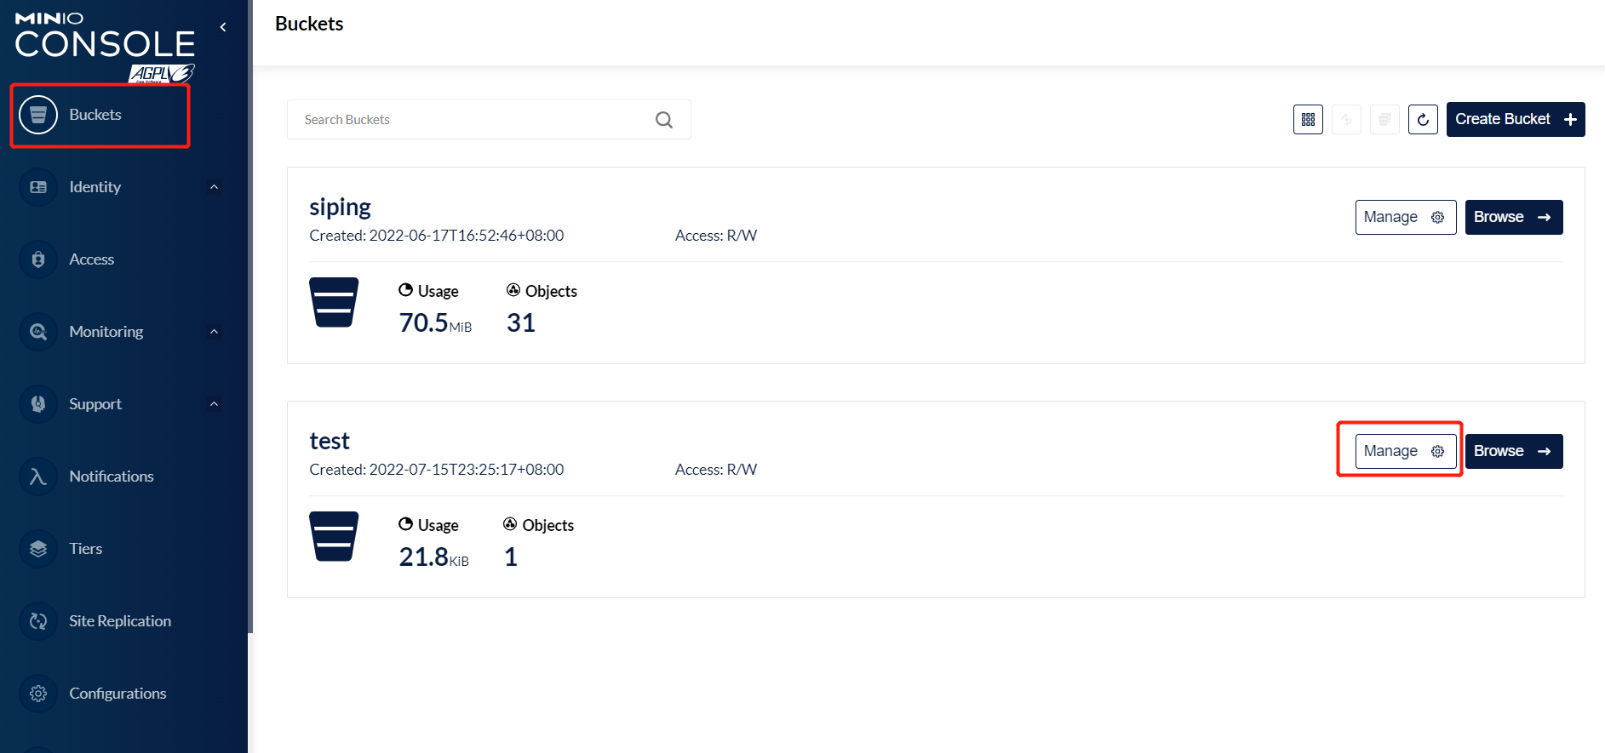 MINIO
CONSOLE
AGPL v3
Buckets
Identity
Access
Monitoring
Support
Notifications
Tiers
Site Replication
Configurations
Buckets
Search Buckets
Create Bucket
siping
Created: 2022-06-17T16:52:46+08:00 Access: R/W
Manage Browse
Usage Objects
70.5MiB 31
test
Created: 2022-07-15T23:25:17+08:00 Access: R/W
Manage Browse
Usage Objects
21.8KiB 1